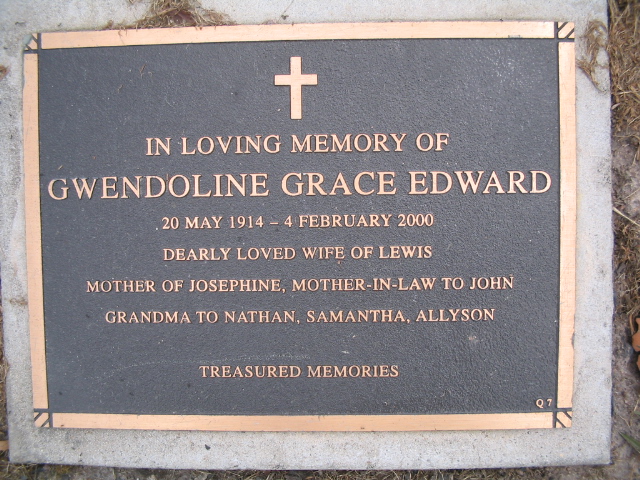 IN LOVING MEMORY OF
GWENDOLINE GRACE EDWARD
20 MAY 1914 – 4 FEBRUARY 2000
DEARLY LOVED WIFE OF LEWIS
MOTHER OF JOSEPHINE, MOTHER-IN-LAW TO JOHN
GRANDMA TO NATHAN, SAMANTHA, ALLYSON
TREASURED MEMORIES
Q 7